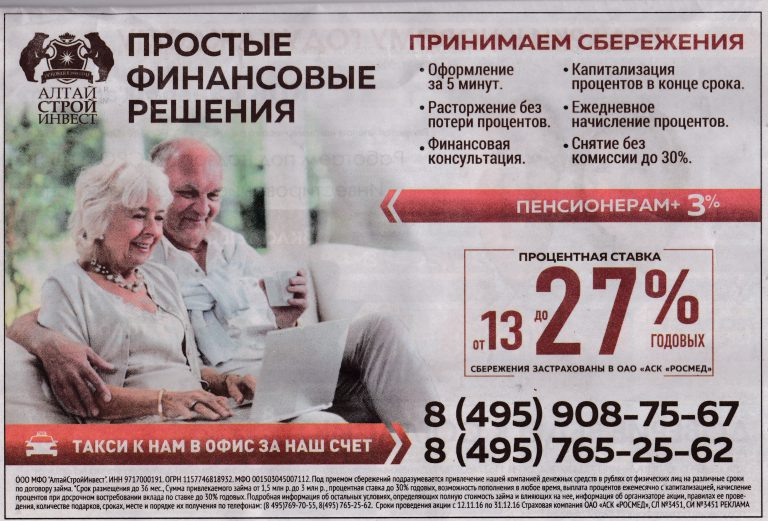 АЛТАЙ
СТРОЙ
ИНВЕСТ
ПРОСТЫЕ
ФИНАНСОВЫЕ
РЕШЕНИЯ
ПРИНИМАЕМ СБЕРЕЖЕНИЯ
• Оформление
за 5 минут.
• Расторжение без
потери процентов.
• Финансовая
консультация.
• Капитализация
процентов в конце срока.
• Ежедневное
начисление процентов.
• Снятие без
комиссии до 30%.
ПЕНСИОНЕРАМ+ 3%
ПРОЦЕНТНАЯ СТАВКА
от 13 до 27% ГОДОВЫХ
СБЕРЕЖЕНИЯ ЗАСТРАХОВАНЫ В ОАО «АСК «РОСМЕД»
8 (495) 908-75-67
8 (495) 765-25-62
ТАКСИ К НАМ В ОФИС ЗА НАШ СЧЕТ
ООО МФО "АлтайСтройИнвест". ИНН 9717000191. ОГРН 1157746818932. МФО 001503045007112. Под приемом сбережений подразумевается привлечение нашей компанией денежных средств в рублях от физических лиц на различные сроки
по договору займа. *Срок размещения до 36 мес., Сумма привлекаемого займа от 1,5 млн р. до 3 млн р., процентная ставка до 30% годовых, возможность пополнения в любое время, выплата процентов ежемесячно с капитализацией, начисление
процентов при досрочном востребовании вклада по ставке до 30% годовых. Подробная информация об остальных условиях, определяющих полную стоимость займа и влияющих на нее, информация об организаторе акции, правилах ее прове-
дения, количестве подарков, сроках, месте и порядке их получения по телефонам: (8 495)769-70-55, 8(495) 765-25-62. Сроки проведения акции с 12.11.16 по 31.12.16 Страховая компания ОАО «АСК «РОСМЕД», СЛ №3451, СИ №3451 РЕКЛАМА